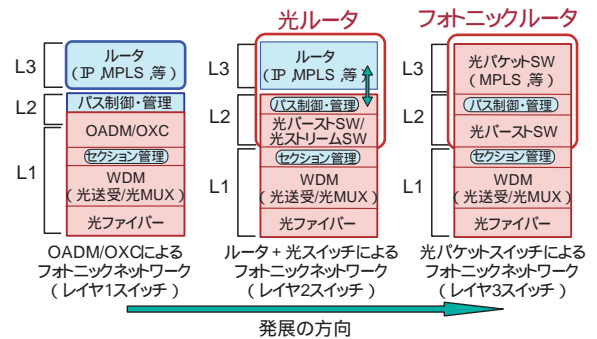 光ルータ
フォトニックルータ
L3
ルータ
(IP,MPLS,等)
L2
パス制御・管理
L1
OADM/OXC
セクション管理
WDM
(光送受/光MUX)
光ファイバー
OADM/OXCによる
フォトニックネットワーク
(レイヤ1スイッチ)
L3
ルータ
(IP,MPLS,等)
L2
パス制御・管理
光バーストSW/
光ストリームSW
L1
セクション管理
WDM
(光送受/光MUX)
光ファイバー
ルータ+光スイッチによる
フォトニックネットワーク
(レイヤ2スイッチ)
L3
光パケットSW
(MPLS,等)
L2
パス制御・管理
光バーストSW
L1
セクション管理
WDM
(光送受/光MUX)
光ファイバー
光パケットスイッチによる
フォトニックネットワーク
(レイヤ3スイッチ)
発展の方向